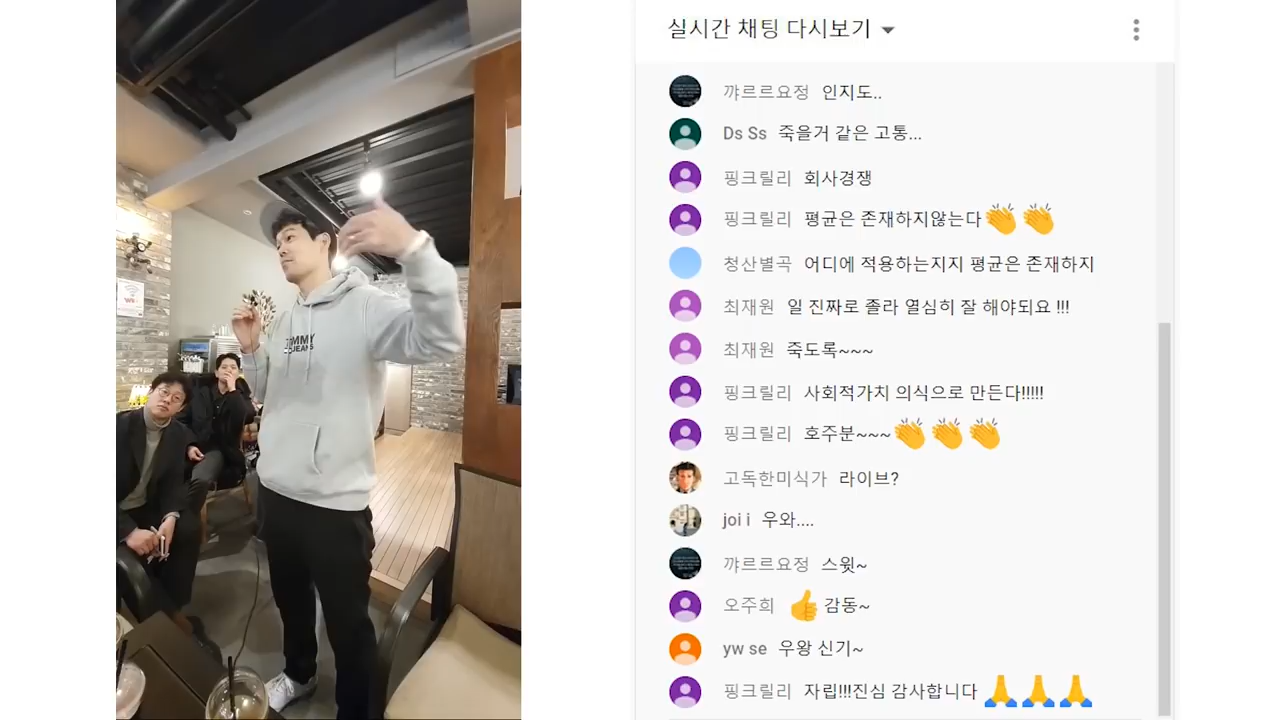 TOMMY
JEANS
실시간 채팅 다시보기
꺄르르요정 인지도..
Ds Ss 죽을거 같은 고통...
핑크릴리 회사경쟁
핑크릴리 평균은 존재하지않는다👏👏
청산별곡 어디에 적용하는지지 평균은 존재하지
최재원 일 진짜로 졸라 열심히 잘 해야되요 !!!
최재원 죽도록~~~
핑크릴리 사회적가치 의식으로 만든다!!!!!
핑크릴리 호주분~~~👏👏👏
고독한미식가 라이브?
joi i 우와....
꺄르르요정 스윗~
오주희 👍감동~
yw se 우왕 신기~
핑크릴리 자립!!!진심 감사합니다🙏🙏🙏